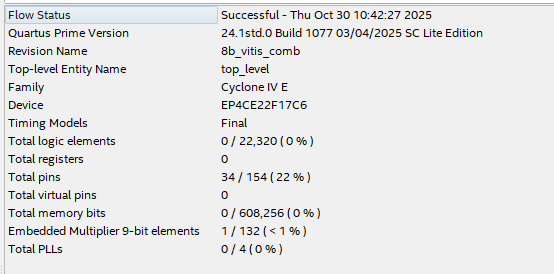 Flow Status Successful - Thu Oct 30 10:42:27 2025
Quartus Prime Version 24.1std.0 Build 1077 03/04/2025 SC Lite Edition
Revision Name 8b_vitis_comb
Top-level Entity Name top_level
Family Cyclone IV E
Device EP4CE22F17C6
Timing Models Final
Total logic elements 0 / 22,320 ( 0 % )
Total registers 0
Total pins 34 / 154 ( 22 % )
Total virtual pins 0
Total memory bits 0 / 608,256 ( 0 % )
Embedded Multiplier 9-bit elements 1 / 132 ( < 1 % )
Total PLLs 0 / 4 ( 0 % )